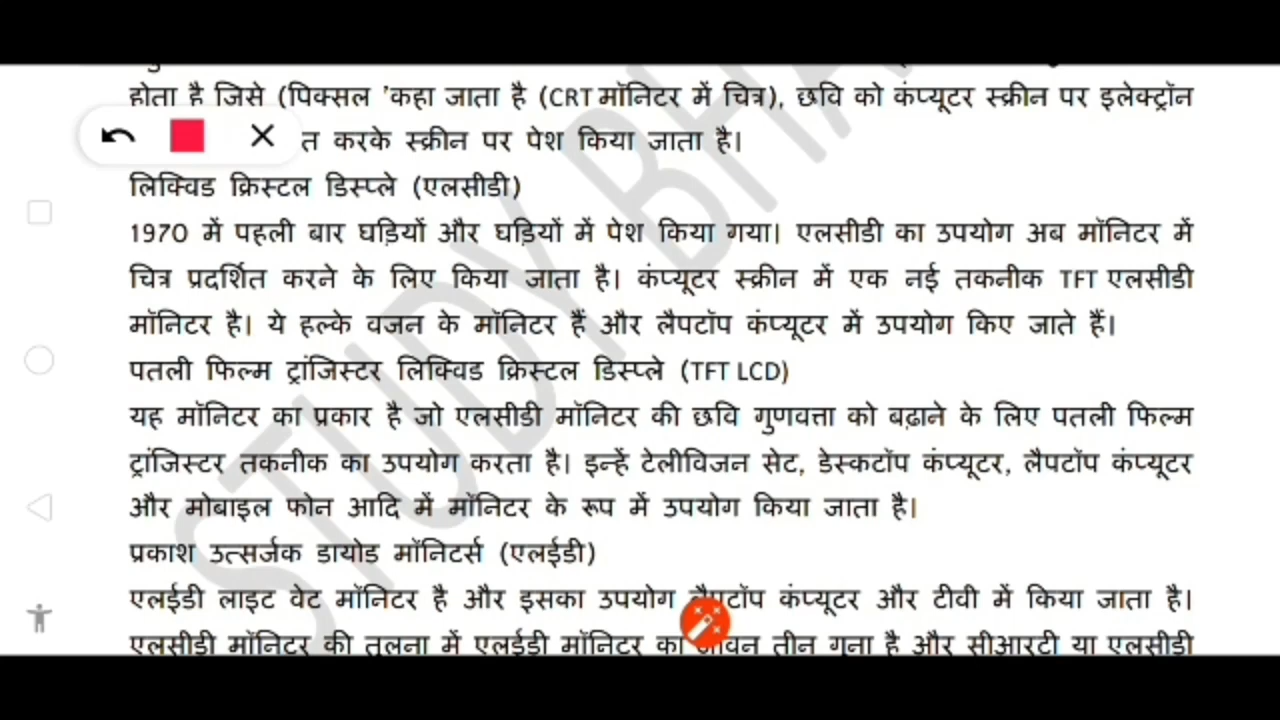 होता है जिसे (पिक्सल 'कहा जाता है (CRT मॉनिटर में चित्र), छवि को कंप्यूटर स्क्रीन पर इलेक्ट्रॉन
त करके स्क्रीन पर पेश किया जाता है।
लिक्विड क्रिस्टल डिस्प्ले (एलसीडी)
1970 में पहली बार घड़ियों और घड़ियों में पेश किया गया। एलसीडी का उपयोग अब मॉनिटर में
चित्र प्रदर्शित करने के लिए किया जाता है। कंप्यूटर स्क्रीन में एक नई तकनीक TFT एलसीडी
मॉनिटर है। ये हल्के वजन के मॉनिटर हैं और लैपटॉप कंप्यूटर में उपयोग किए जाते हैं।
पतली फिल्म ट्रांजिस्टर लिक्विड क्रिस्टल डिस्प्ले (TFT LCD)
यह मॉनिटर का प्रकार है जो एलसीडी मॉनिटर की छवि गुणवत्ता को बढ़ाने के लिए पतली फिल्म
ट्रांजिस्टर तकनीक का उपयोग करता है। इन्हें टेलीविजन सेट, डेस्कटॉप कंप्यूटर, लैपटॉप कंप्यूटर
और मोबाइल फोन आदि में मॉनिटर के रूप में उपयोग किया जाता है।
प्रकाश उत्सर्जक डायोड मॉनिटर्स (एलईडी)
एलईडी लाइट वेट मॉनिटर है और इसका उपयोग लैपटॉप कंप्यूटर और टीवी में किया जाता है।
एलसीडी मॉनिटर की तुलना में एलईडी मॉनिटर का जीवन तीन गुना है और सीआरटी या एलसीडी
STUDY